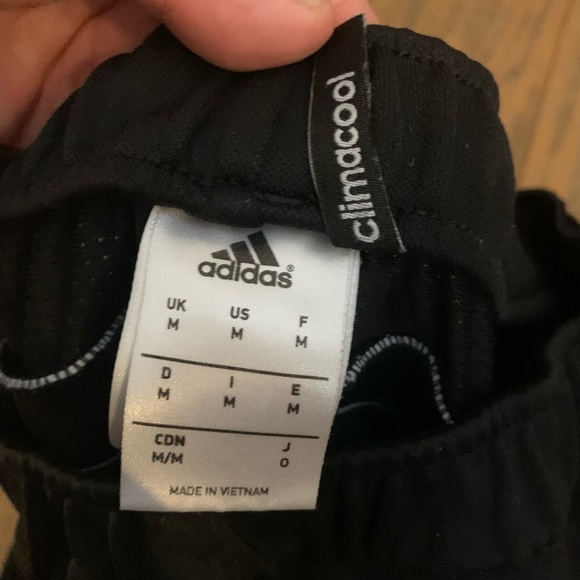 climacool
adidas®
UK US F
M M M
D I E
M M M
CDN J
M/M O
MADE IN VIETNAM